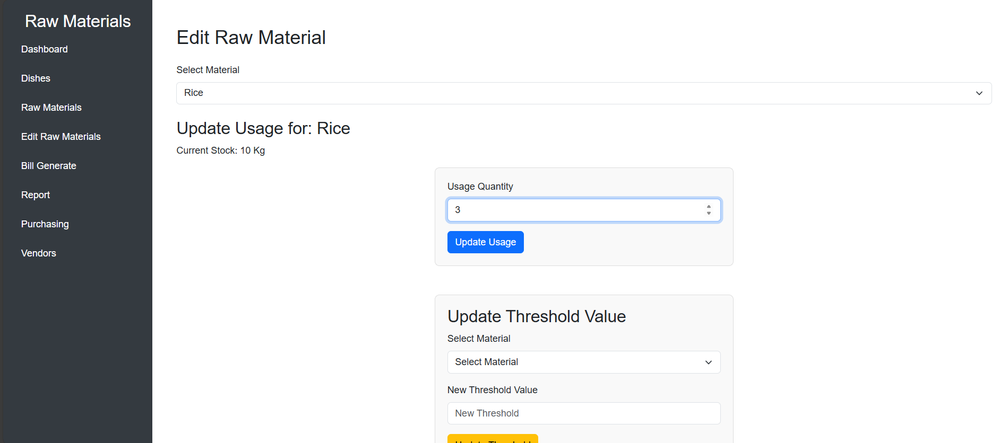 Raw Materials
Dashboard
Dishes
Raw Materials
Edit Raw Materials
Bill Generate
Report
Purchasing
Vendors
Edit Raw Material
Select Material
Rice
Update Usage for: Rice
Current Stock: 10 Kg
Usage Quantity
3
Update Usage
Update Threshold Value
Select Material
Select Material
New Threshold Value
New Threshold
Update Threshold